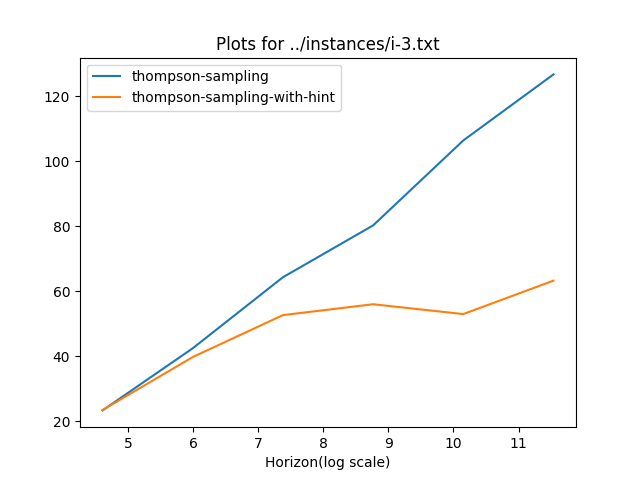 Plots for ../instances/i-3.txt
thompson-sampling
thompson-sampling-with-hint
120
100
80
60
40
20
5 6 7 8 9 10 11
Horizon(log scale)